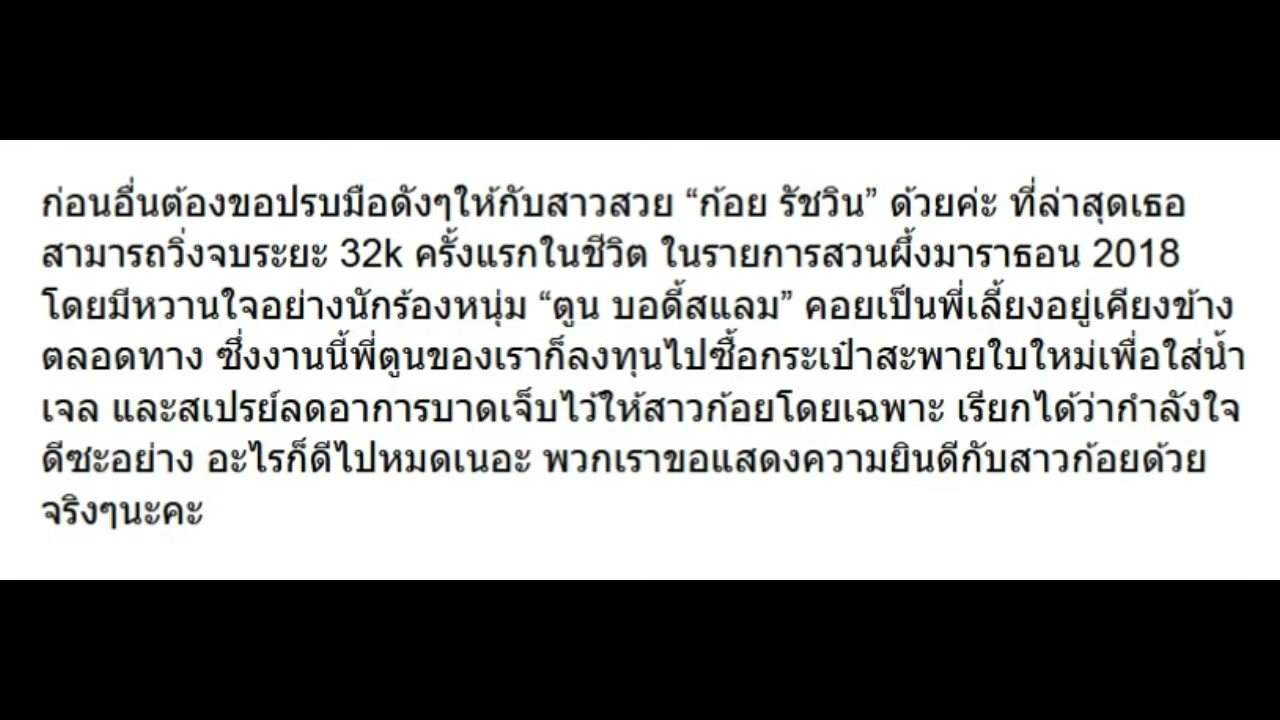 ก่อนอื่นต้องขอปรบมือดังๆให้กับสาวสวย “ก้อย รัชวิน” ด้วยค่ะ ที่ล่าสุดเธอ
สามารถวิ่งจบระยะ 32k ครั้งแรกในชีวิต ในรายการสวนผึ้งมาราธอน 2018
โดยมีหวานใจอย่างนักร้องหนุ่ม “ตูน บอดี้สแลม” คอยเป็นพี่เลี้ยงอยู่เคียงข้าง
ตลอดทาง ซึ่งงานนี้พี่ตูนของเราก็ลงทุนไปซื้อกระเป๋าสะพายใบใหม่เพื่อใส่น้ำ
เจล และสเปรย์ลดอาการบาดเจ็บไว้ให้สาวก้อยโดยเฉพาะ เรียกได้ว่ากำลังใจ
ดีซะอย่าง อะไรก็ดีไปหมดเนอะ พวกเราขอแสดงความยินดีกับสาวก้อยด้วย
จริงๆนะคะ